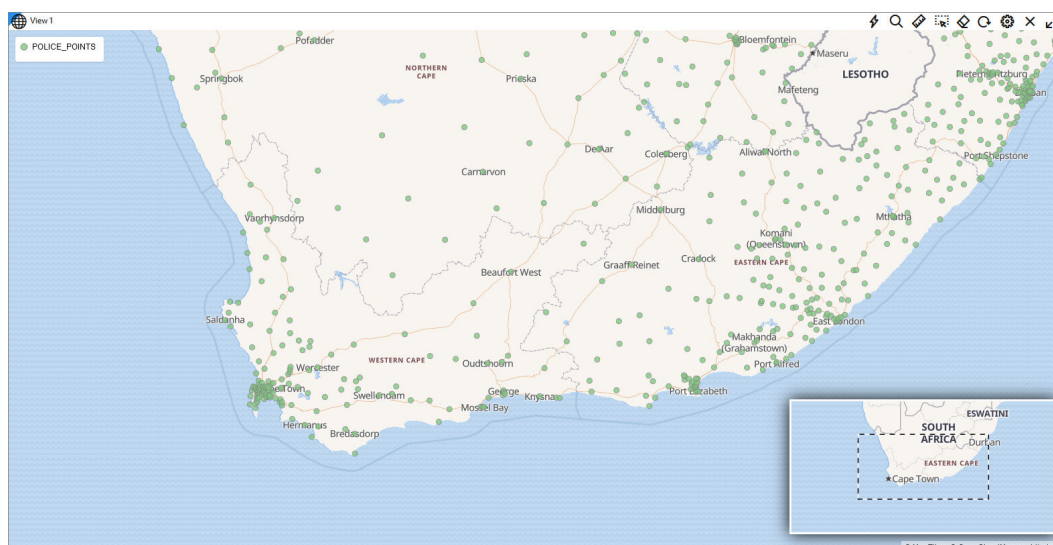 View 1
POLICE_POINTS
Pofadder
Bloemfontein
Maseru
NORTHERN
CAPE
LESOTHO
Springbok
Prieska
Mafeteng
De Aar
Colesberg
Aliwal North
Port Shepstone
Carnarvon
Vanrhynsdorp
Middelburg
Mthatha
Komani
(Queenstown)
EASTERN CAPE
Beaufort West
Graaff-Reinet
Cradock
Saldanha
East London
Makhanda
(Grahamstown)
WESTERN CAPE
Worcester
Oudtshoorn
Port Alfred
Town
Swellendam
George
Knysna
Port Elizabeth
Mossel Bay
Hermanus
Bredasdorp
ESWATINI
SOUTH
AFRICA
Durban
EASTERN CAPE
Cape Town